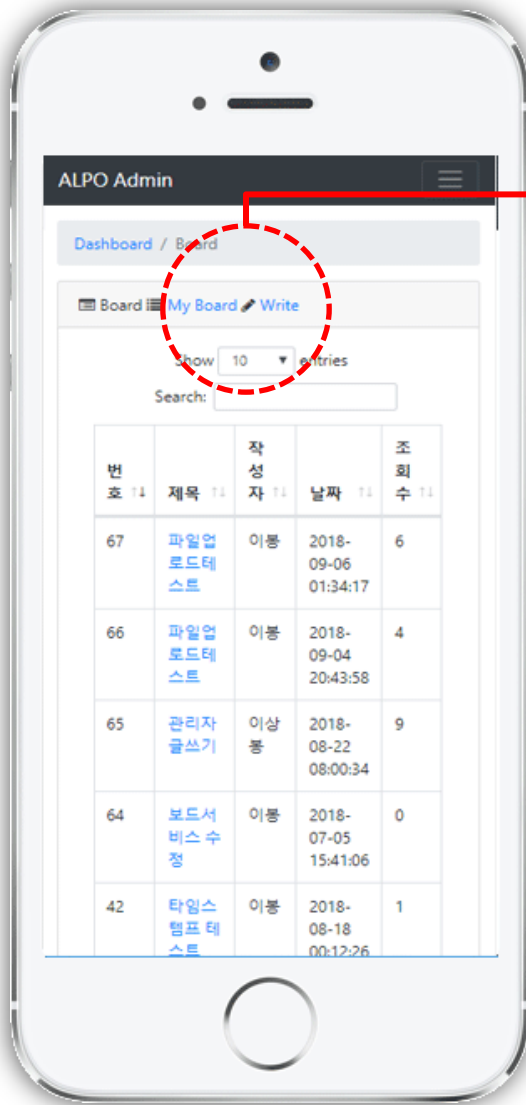 ALPO Admin
Dashboard / Board
Board My Board Write
Show 10 entries
Search:
번호 제목 작성자 날짜 조회수
67 파일업로드테스트 이봉 2018-09-06 01:34:17 6
66 파일업로드테스트 이봉 2018-09-04 20:43:58 4
65 관리자글쓰기 이상봉 2018-08-22 08:00:34 9
64 보드서비스 수정 이봉 2018-07-05 15:41:06 0
42 타임스템프 테스트 이봉 2018-08-18 00:12:26 1